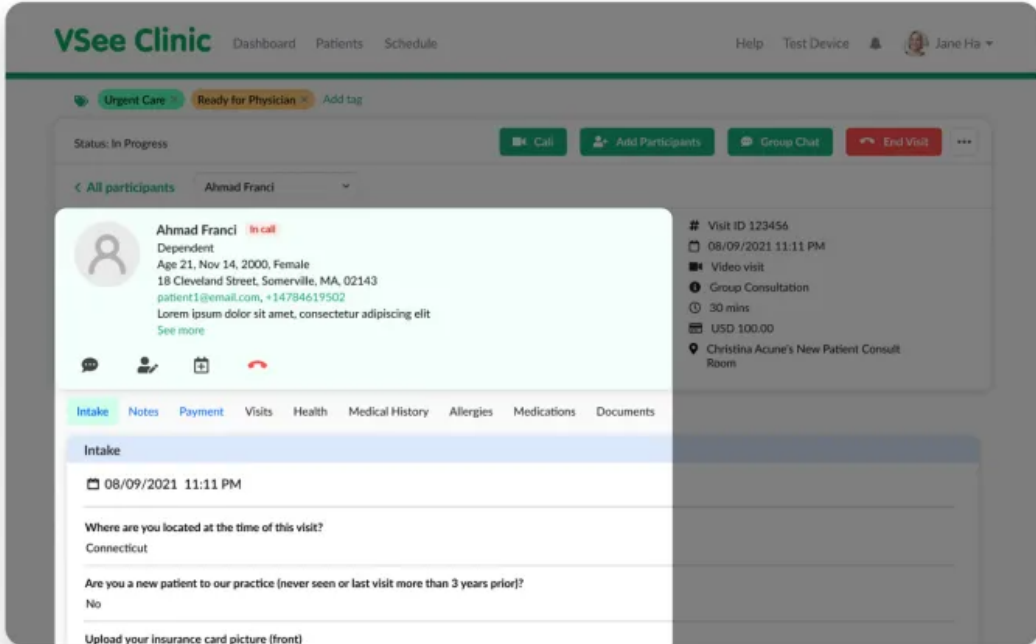 VSee Clinic Dashboard Patients Schedule Help Test Device Jane Ha
Urgent Care × Ready for Physician × Add tag
Status: In Progress Call Add Participants Group Chat End Visit
< All participants Ahmad Franci
Ahmad Franci In call
Dependent
Age 21, Nov 14, 2000, Female
18 Cleveland Street, Somerville, MA, 02143
patient1@email.com, +14784619502
Lorem ipsum dolor sit amet, consectetur adipiscing elit
See more
# Visit ID 123456
08/09/2021 11:11 PM
Video visit
Group Consultation
30 mins
USD 100.00
Christina Acune's New Patient Consult
Room
Intake Notes Payment Visits Health Medical History Allergies Medications Documents
Intake
08/09/2021 11:11 PM
Where are you located at the time of this visit?
Connecticut
Are you a new patient to our practice (never seen or last visit more than 3 years prior)?
No
Upload your insurance card picture (front)